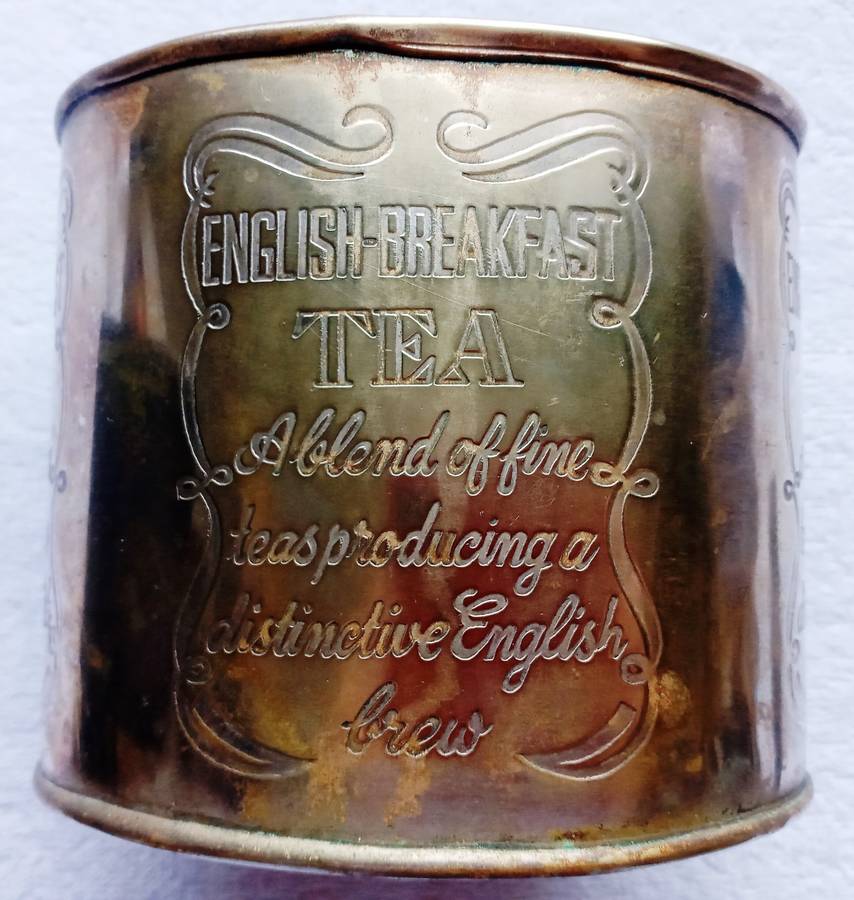 ENGLISH-BREAKFAST
TEA
A blend of fine
teas producing a
distinctive English
brew